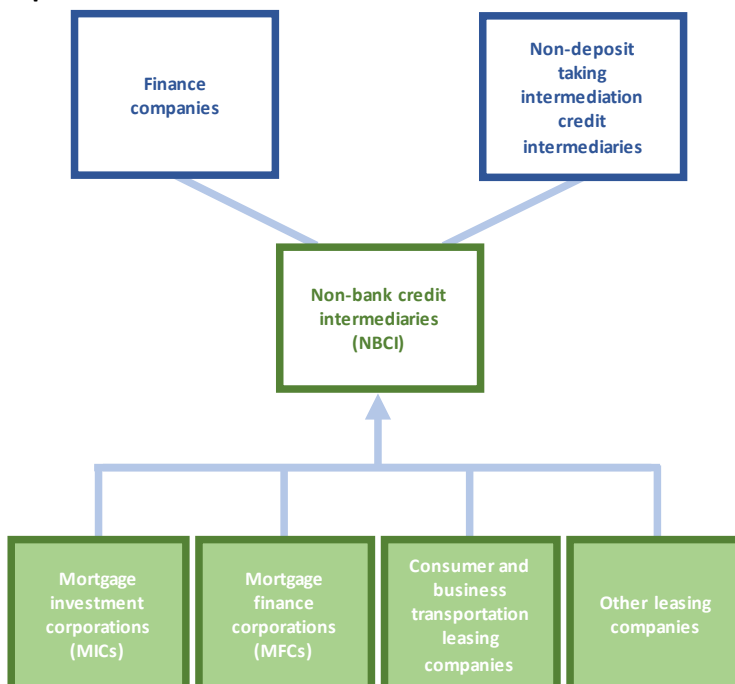 Finance
companies
Non-deposit
taking
intermediation
credit
intermediaries
Non-bank credit
intermediaries
(NBCI)
Mortgage
investment
corporations
(MICs)
Mortgage
finance
corporations
(MFCs)
Consumer and
business
transportation
leasing
companies
Other leasing
companies